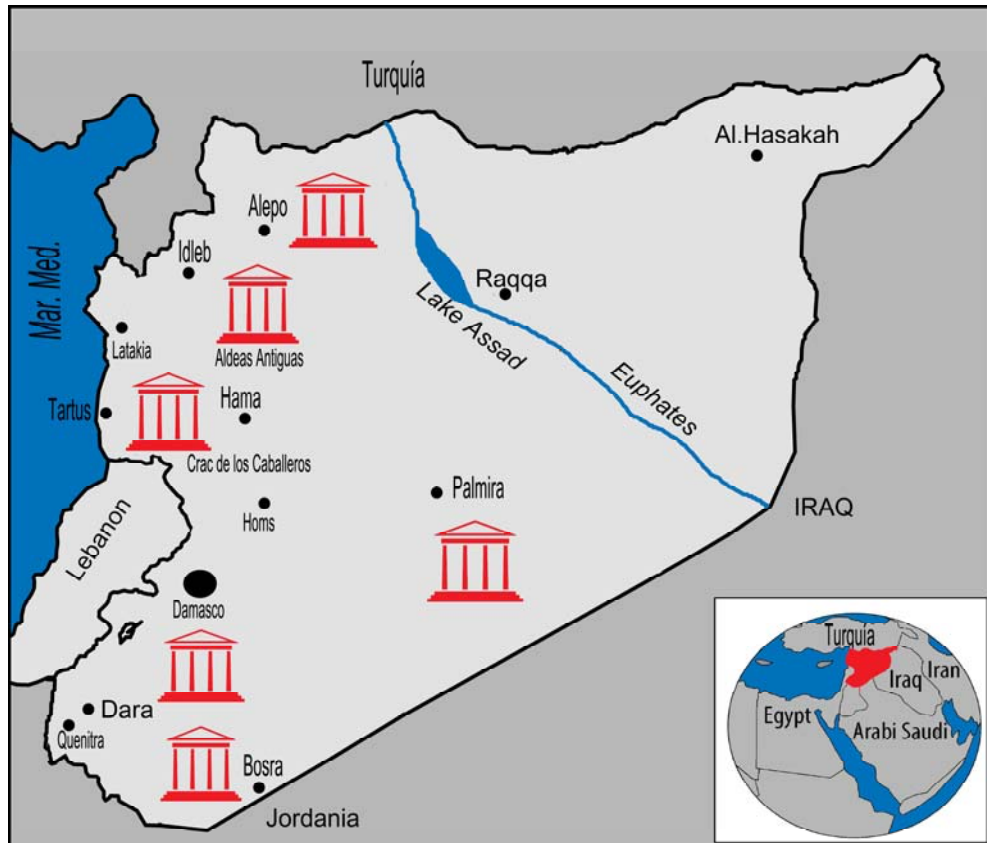 Turquía
Al.Hasakah
Alepo
Idleb
Mar. Med.
Raqqa
Lake Assad
Latakia
Aldeas Antiguas
Euphates
Tartus
Hama
Crac de los Caballeros
Palmira
Homs
IRAQ
Lebanon
Damasco
Dara
Quenitra
Bosra
Jordania
Turquía
Iran
Iraq
Egypt
Arabi Saudi